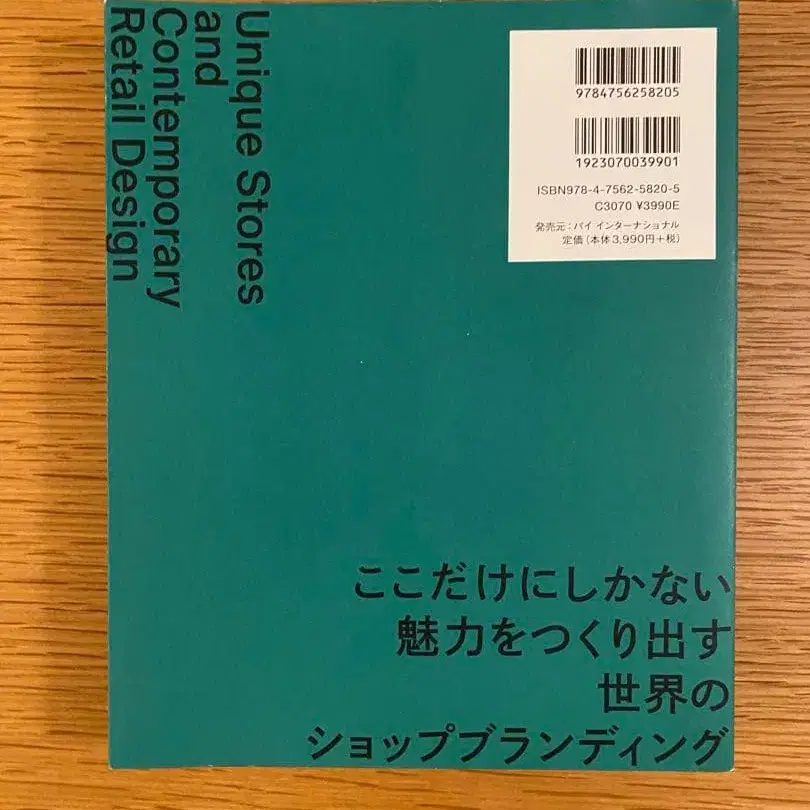 Unique Stores
and
Contemporary
Retail Design
9784756258205
1923070039901
ISBN978-4-7562-5820-5
C3070 ¥3990E
発売元：パイ インターナショナル
定価（本体3,990円＋税）
ここだけにしかない
魅力をつくり出す
世界の
ショップブランディング